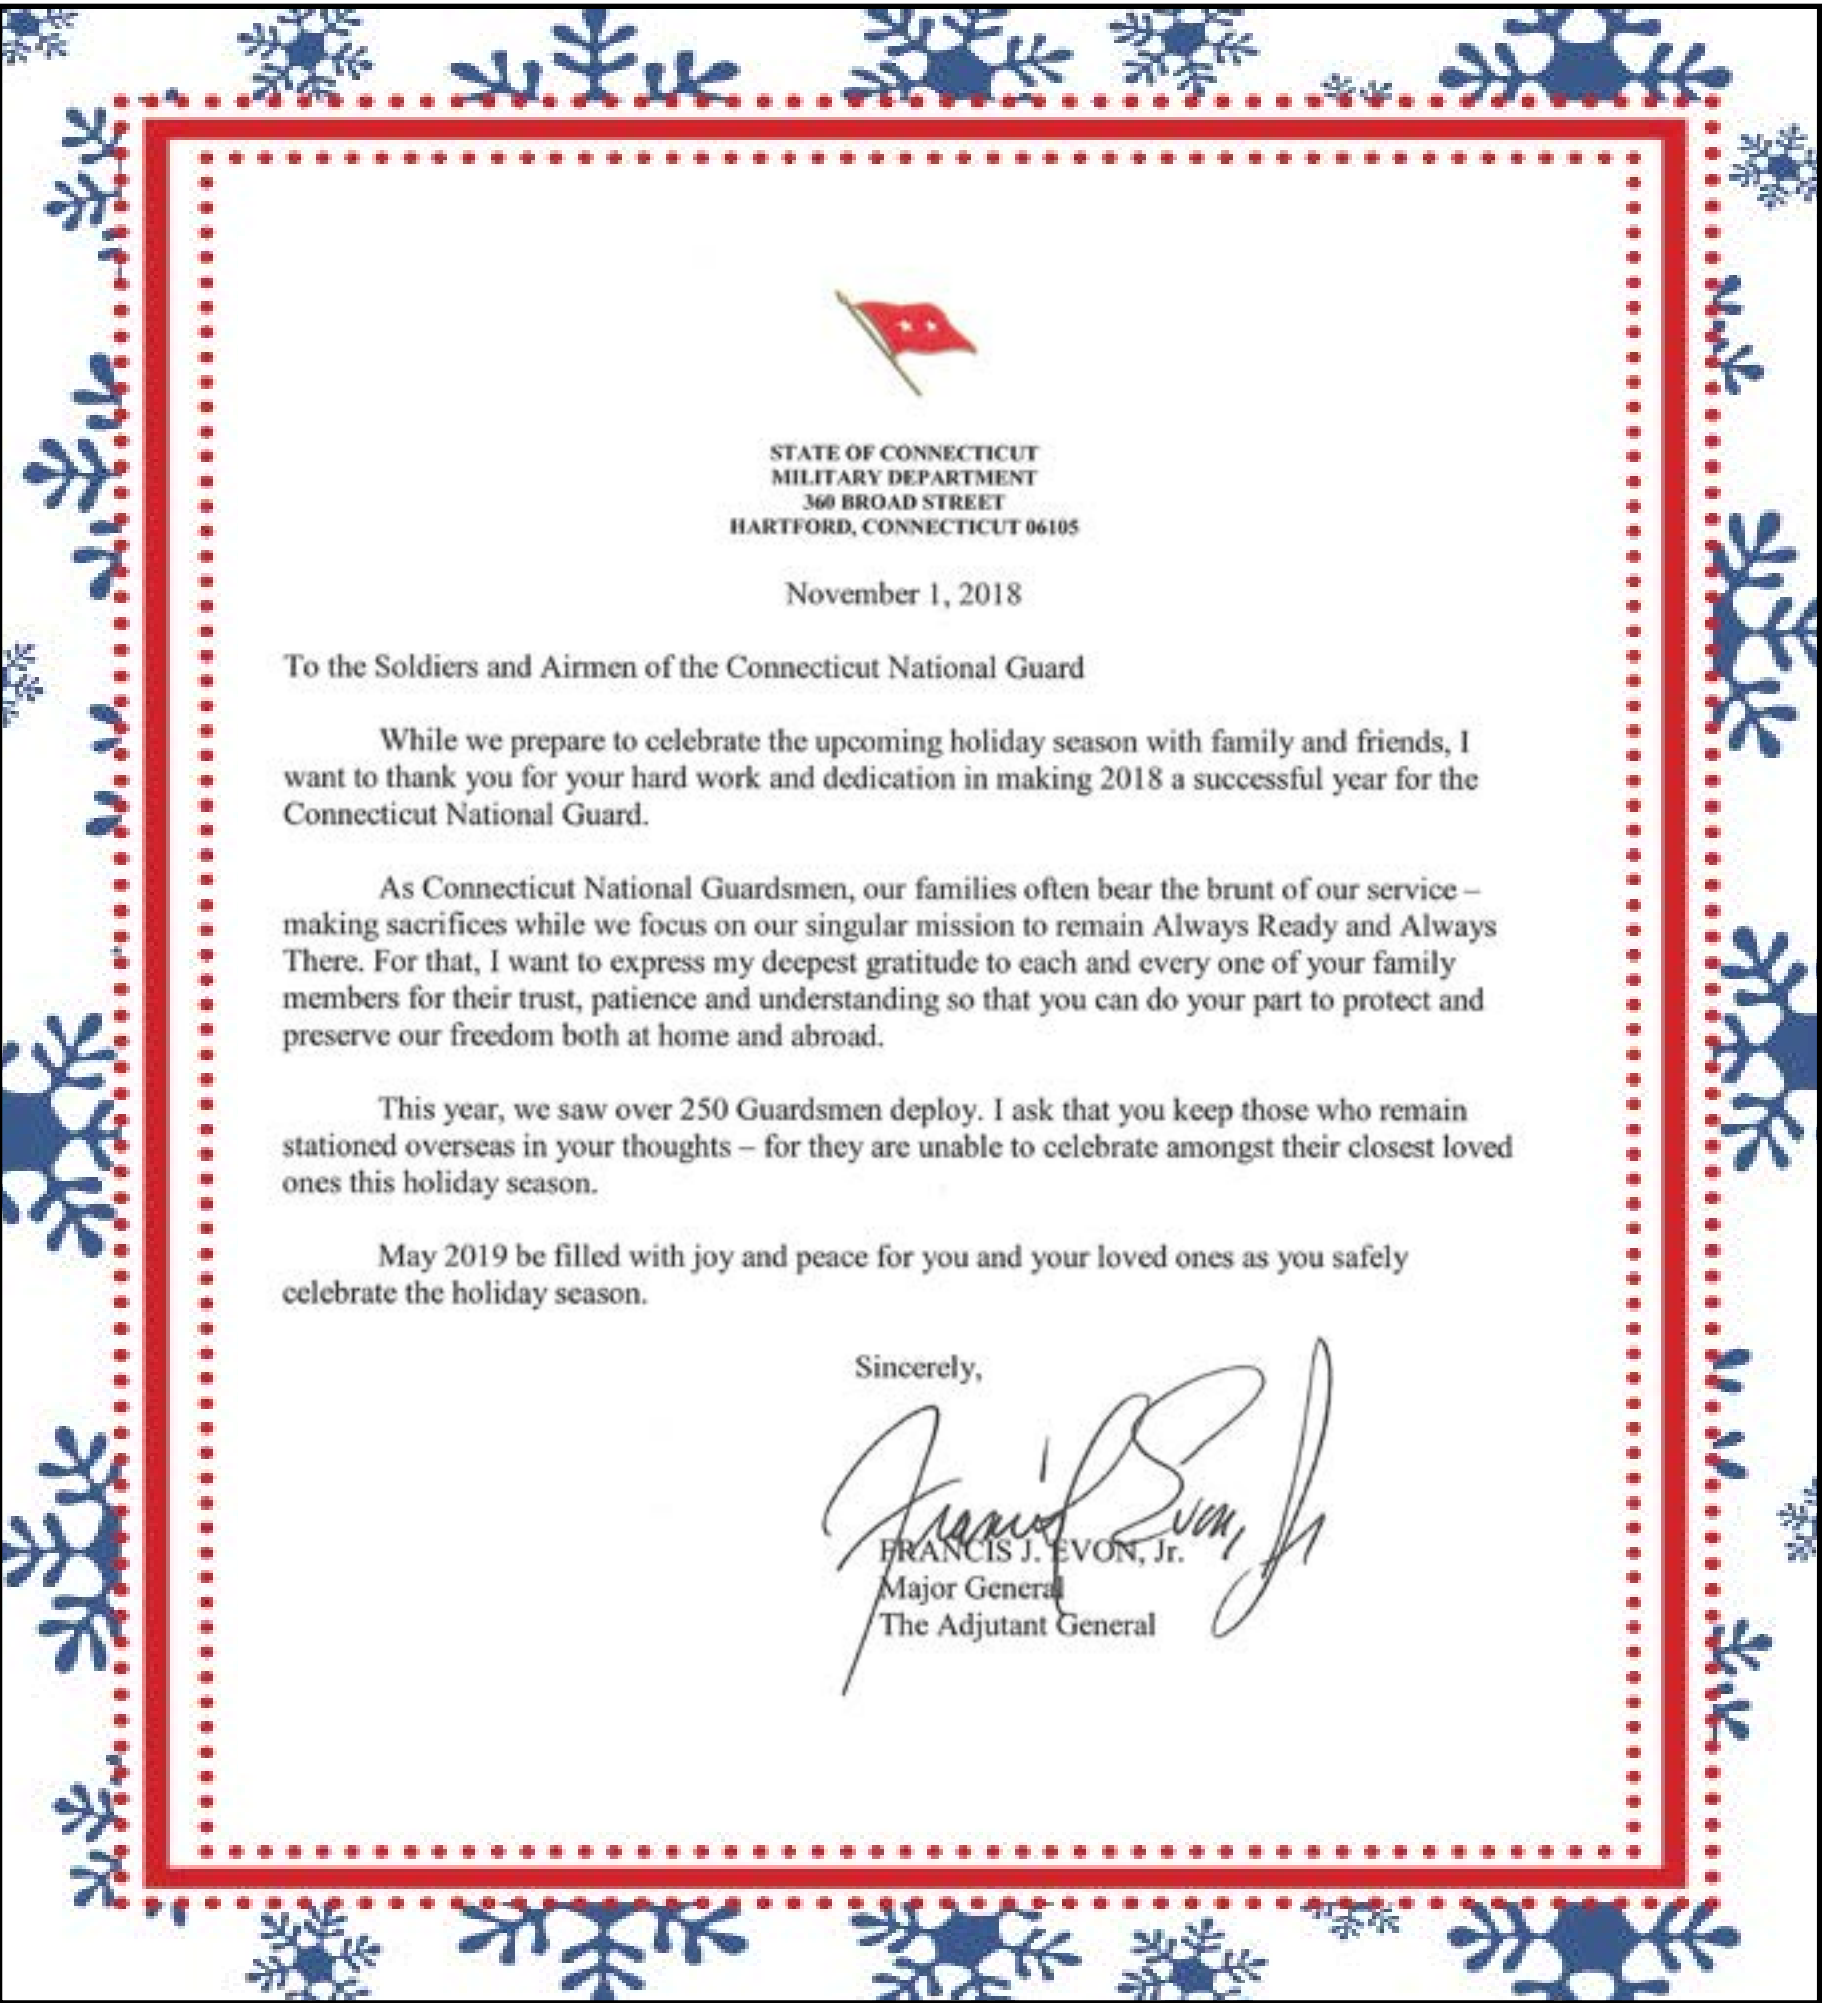 STATE OF CONNECTICUT
MILITARY DEPARTMENT
360 BROAD STREET
HARTFORD, CONNECTICUT 06105
November 1, 2018
To the Soldiers and Airmen of the Connecticut National Guard
While we prepare to celebrate the upcoming holiday season with family and friends, I
want to thank you for your hard work and dedication in making 2018 a successful year for the
Connecticut National Guard.
As Connecticut National Guardsmen, our families often bear the brunt of our service –
making sacrifices while we focus on our singular mission to remain Always Ready and Always
There. For that, I want to express my deepest gratitude to each and every one of your family
members for their trust, patience and understanding so that you can do your part to protect and
preserve our freedom both at home and abroad.
This year, we saw over 250 Guardsmen deploy. I ask that you keep those who remain
stationed overseas in your thoughts – for they are unable to celebrate amongst their closest loved
ones this holiday season.
May 2019 be filled with joy and peace for you and your loved ones as you safely
celebrate the holiday season.
Sincerely,
Francis J Evon, Jr
FRANCIS J. EVON, Jr.
Major General
The Adjutant General